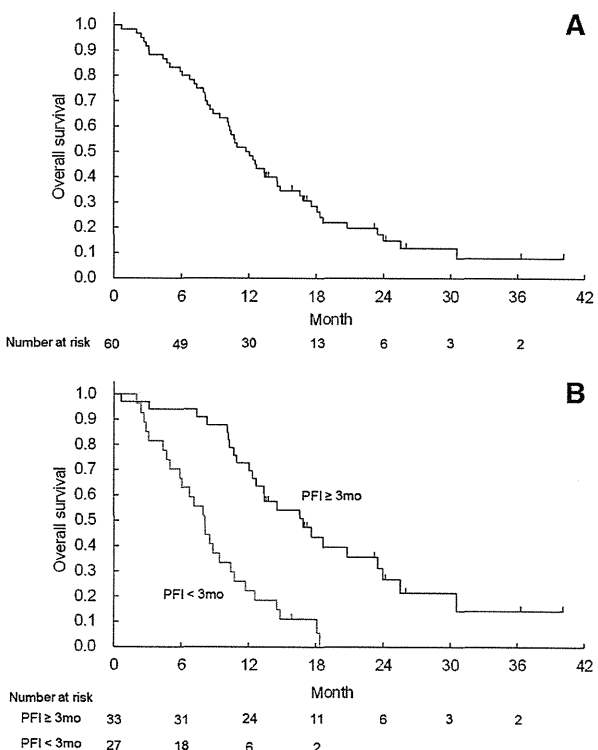 A
Overall survival
1.0
0.9
0.8
0.7
0.6
0.5
0.4
0.3
0.2
0.1
0.0
0 6 12 18 24 30 36 42
Month
Number at risk 60 49 30 13 6 3 2
B
Overall survival
1.0
0.9
0.8
0.7
0.6
0.5
0.4
0.3
0.2
0.1
0.0
PFI ≥ 3mo
PFI < 3mo
0 6 12 18 24 30 36 42
Month
Number at risk
PFI ≥ 3mo 33 31 24 11 6 3 2
PFI < 3mo 27 18 6 2